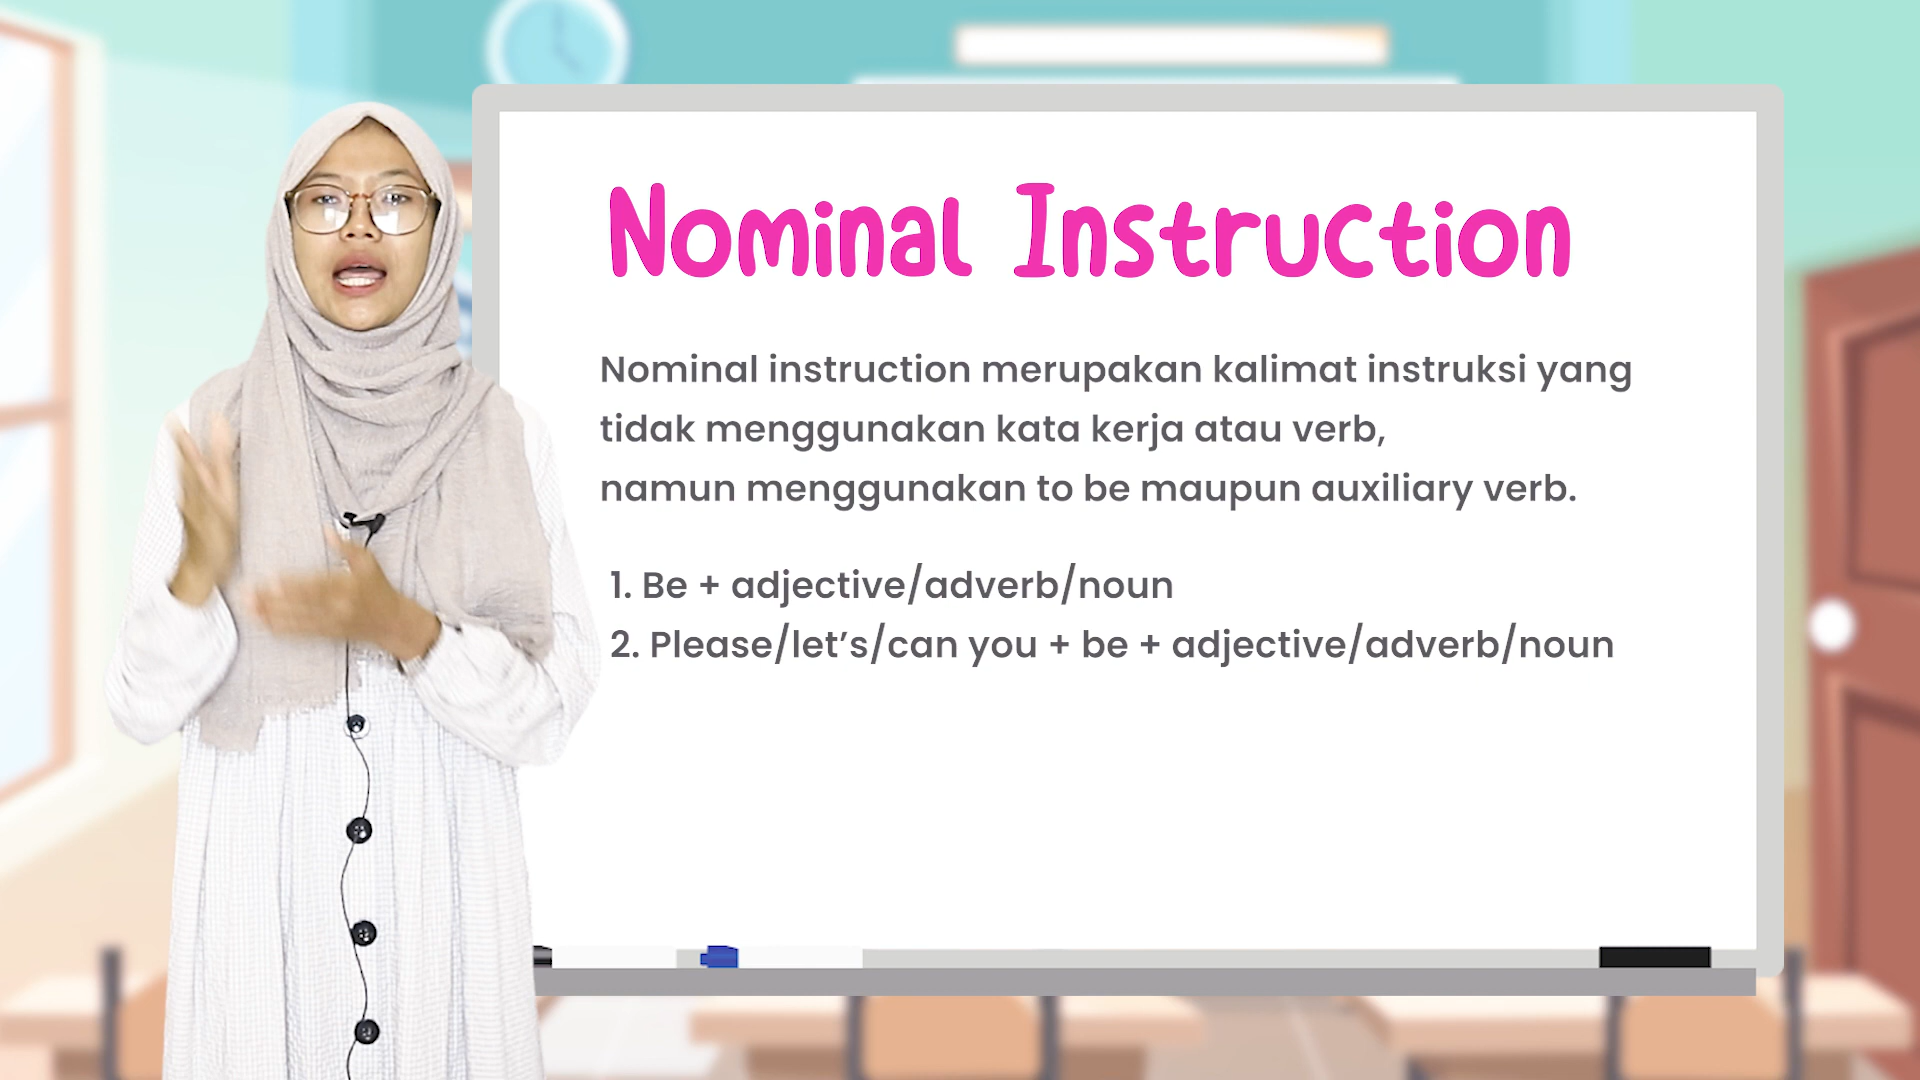 Nominal Instruction
Nominal instruction merupakan kalimat instruksi yang
tidak menggunakan kata kerja atau verb,
namun menggunakan to be maupun auxiliary verb.
1. Be + adjective/adverb/noun
2. Please/let’s/can you + be + adjective/adverb/noun